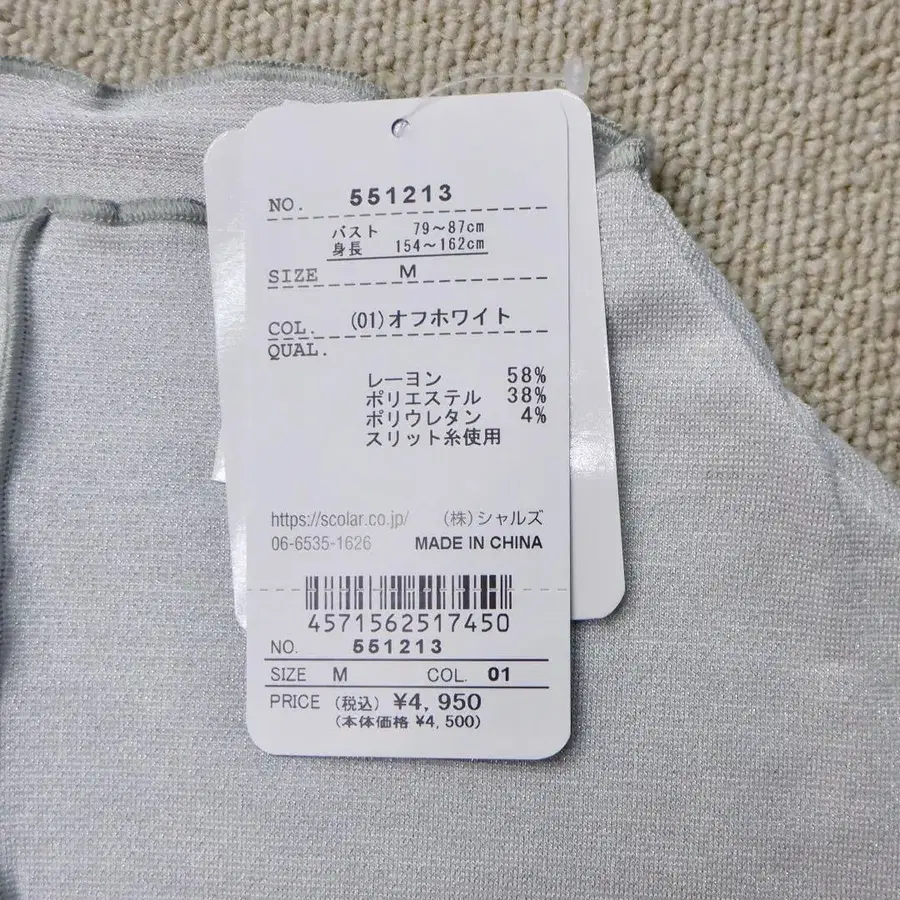 NO. 551213
バスト 79～87cm
身長 154～162cm
SIZE M
COL. (01)オフホワイト
QUAL.
レーヨン 58%
ポリエステル 38%
ポリウレタン 4%
スリット糸使用
https://scolar.co.jp/ (株)シャルズ
06-6535-1626 MADE IN CHINA
4571562517450
NO. 551213
SIZE M COL. 01
PRICE (税込) ¥4,950
(本体価格 ¥4,500)